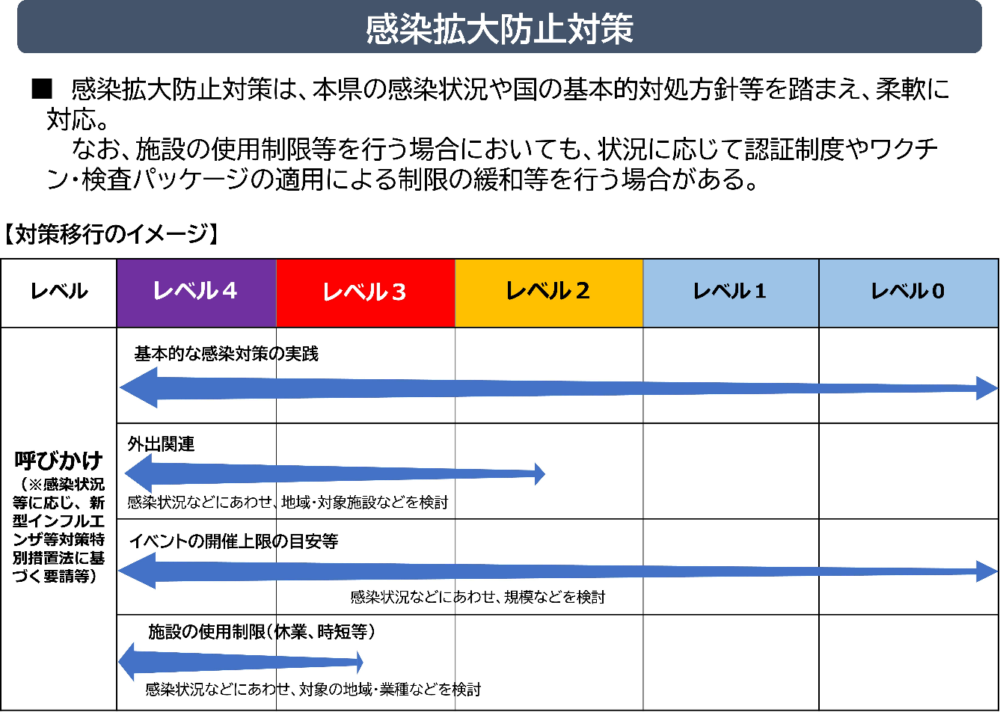 感染拡大防止対策
■ 感染拡大防止対策は、本県の感染状況や国の基本的対処方針等を踏まえ、柔軟に
対応。
なお、施設の使用制限等を行う場合においても、状況に応じて認証制度やワクチ
ン・検査パッケージの適用による制限の緩和等を行う場合がある。
【対策移行のイメージ】
レベル レベル４ レベル３ レベル２ レベル１ レベル０
呼びかけ
（※感染状況
等に応じ、新
型インフルエ
ンザ等対策特
別措置法に基
づく要請等）
基本的な感染対策の実践
外出関連
感染状況などにあわせ、地域・対象施設などを検討
イベントの開催上限の目安等
感染状況などにあわせ、規模などを検討
施設の使用制限（休業、時短等）
感染状況などにあわせ、対象の地域・業種などを検討